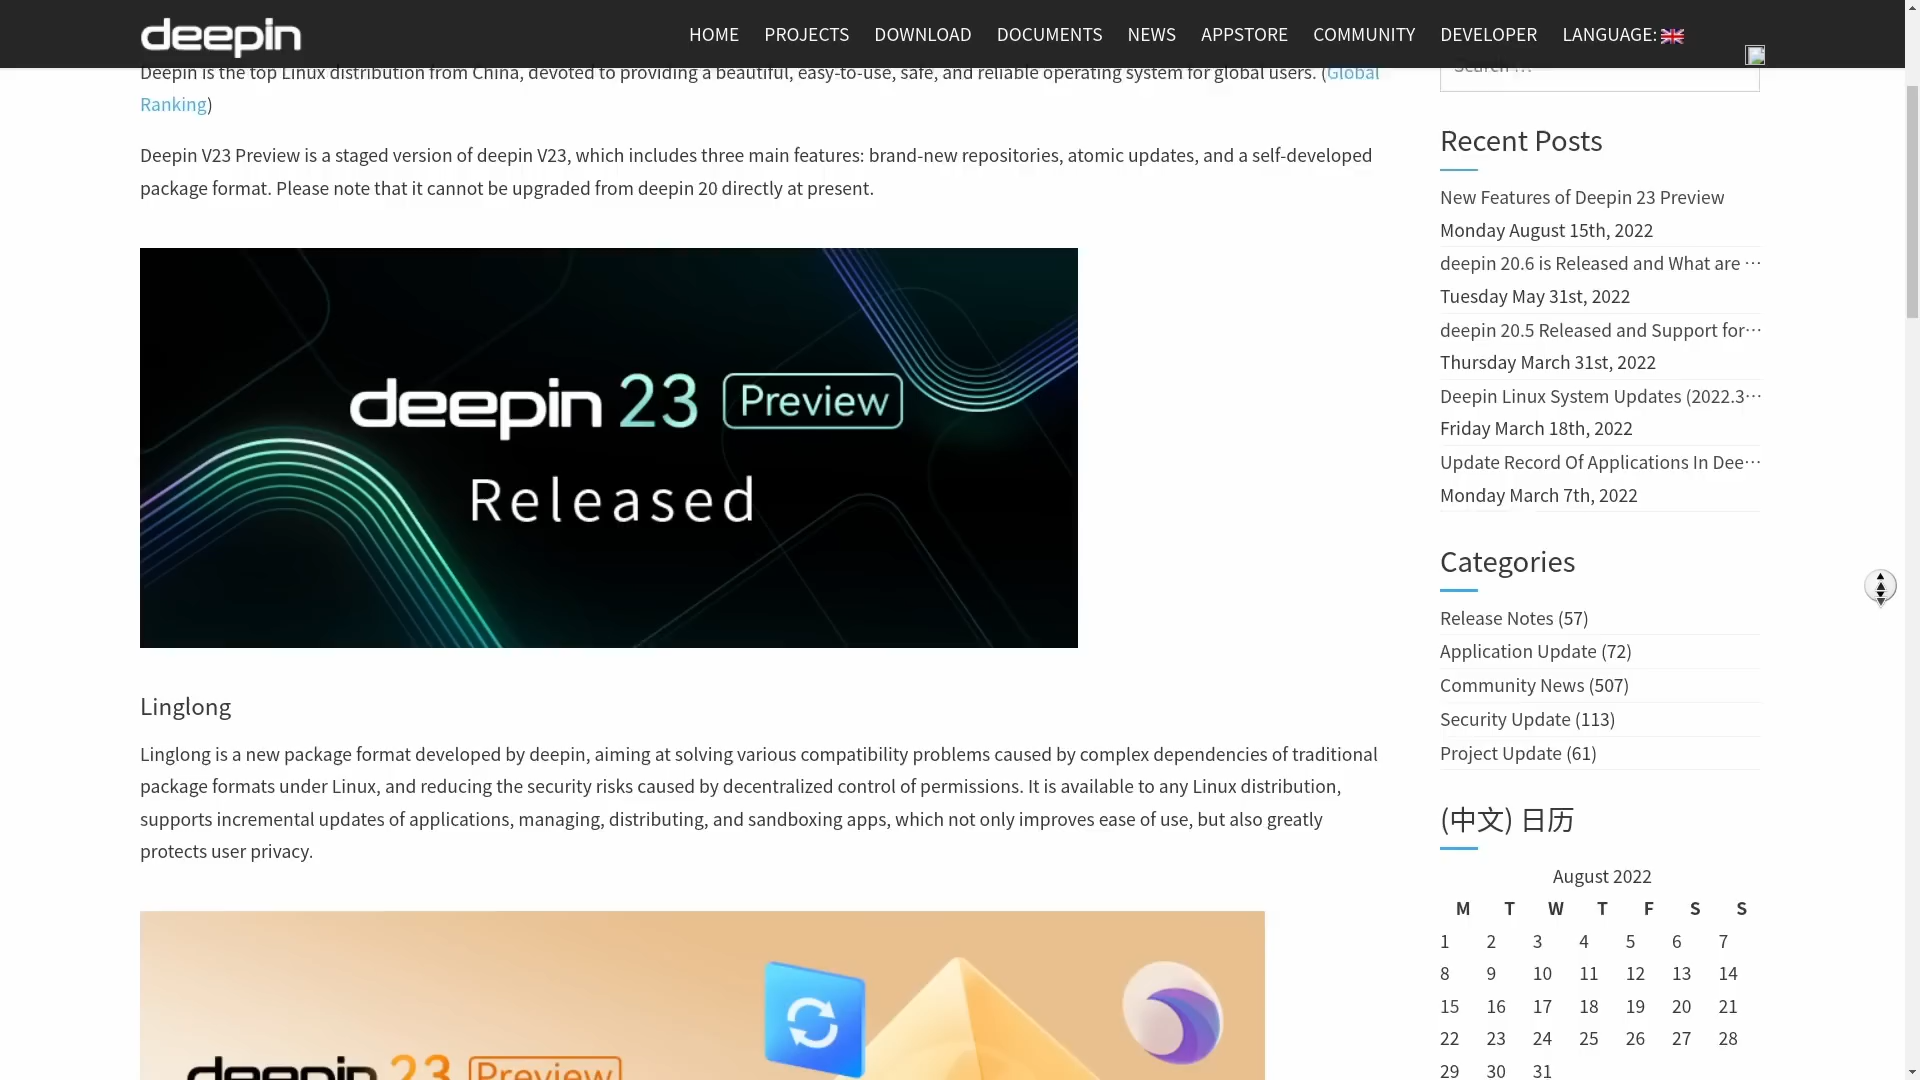 deepin
HOME PROJECTS DOWNLOAD DOCUMENTS NEWS APPSTORE COMMUNITY DEVELOPER LANGUAGE:
Deepin is the top Linux distribution from China, devoted to providing a beautiful, easy-to-use, safe, and reliable operating system for global users. (Global
Ranking)
Deepin V23 Preview is a staged version of deepin V23, which includes three main features: brand-new repositories, atomic updates, and a self-developed
package format. Please note that it cannot be upgraded from deepin 20 directly at present.
deepin 23 Preview
Released
Linglong
Linglong is a new package format developed by deepin, aiming at solving various compatibility problems caused by complex dependencies of traditional
package formats under Linux, and reducing the security risks caused by decentralized control of permissions. It is available to any Linux distribution,
supports incremental updates of applications, managing, distributing, and sandboxing apps, which not only improves ease of use, but also greatly
protects user privacy.
deepin 23 Preview
Search …
Recent Posts
New Features of Deepin 23 Preview
Monday August 15th, 2022
deepin 20.6 is Released and What are ···
Tuesday May 31st, 2022
deepin 20.5 Released and Support for···
Thursday March 31st, 2022
Deepin Linux System Updates (2022.3···
Friday March 18th, 2022
Update Record Of Applications In Dee···
Monday March 7th, 2022
Categories
Release Notes (57)
Application Update (72)
Community News (507)
Security Update (113)
Project Update (61)
(中文) 日历
August 2022
M T W T F S S
1 2 3 4 5 6 7
8 9 10 11 12 13 14
15 16 17 18 19 20 21
22 23 24 25 26 27 28
29 30 31